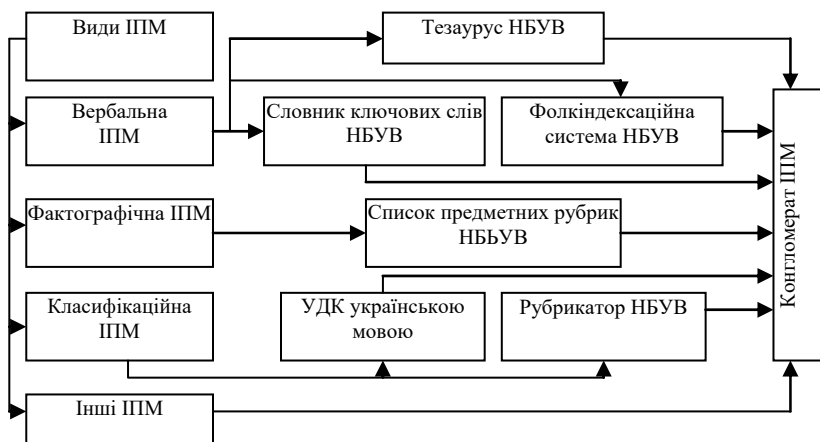 Види ІПМ
Тезаурус НБУВ
Вербальна
ІПМ
Словник ключових слів
НБУВ
Фолкіндексаційна
система НБУВ
Фактографічна ІПМ
Список предметних рубрик
НБЬУВ
Класифікаційна
ІПМ
УДК українською
мовою
Рубрикатор НБУВ
Інші ІПМ
Конгломерат ІПМ